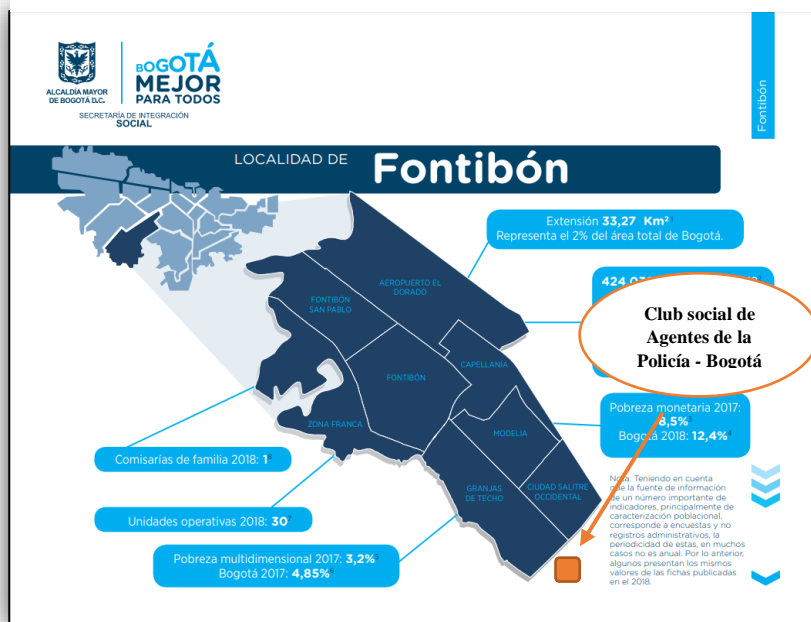 ALCALDÍA MAYOR
DE BOGOTÁ D.C.
BOGOTÁ
MEJOR
PARA TODOS
SECRETARÍA DE INTEGRACIÓN
SOCIAL
Fontibón
LOCALIDAD DE Fontibón
Extensión 33,27 Km² 1
Representa el 2% del área total de Bogotá.
AEROPUERTO EL
DORADO
FONTIBÓN
SAN PABLO
CAPELLANÍA
FONTIBÓN
ZONA FRANCA
MODELIA
GRANJAS
DE TECHO
CIUDAD SALITRE
OCCIDENTAL
Club social de
Agentes de la
Policía - Bogotá
Pobreza monetaria 2017:
8,5% 3
Bogotá 2018: 12,4% 4
Comisarías de familia 2018: 1
Unidades operativas 2018: 30
Pobreza multidimensional 2017: 3,2%
Bogotá 2017: 4,85%
Nota: Teniendo en cuenta
que la fuente de información
de un número importante de
indicadores, principalmente de
caracterización poblacional,
corresponde a encuestas y no
registros administrativos, la
periodicidad de estas, en muchos
casos no es anual. Por lo anterior,
algunos presentan los mismos
valores de las fichas publicadas
en el 2018.